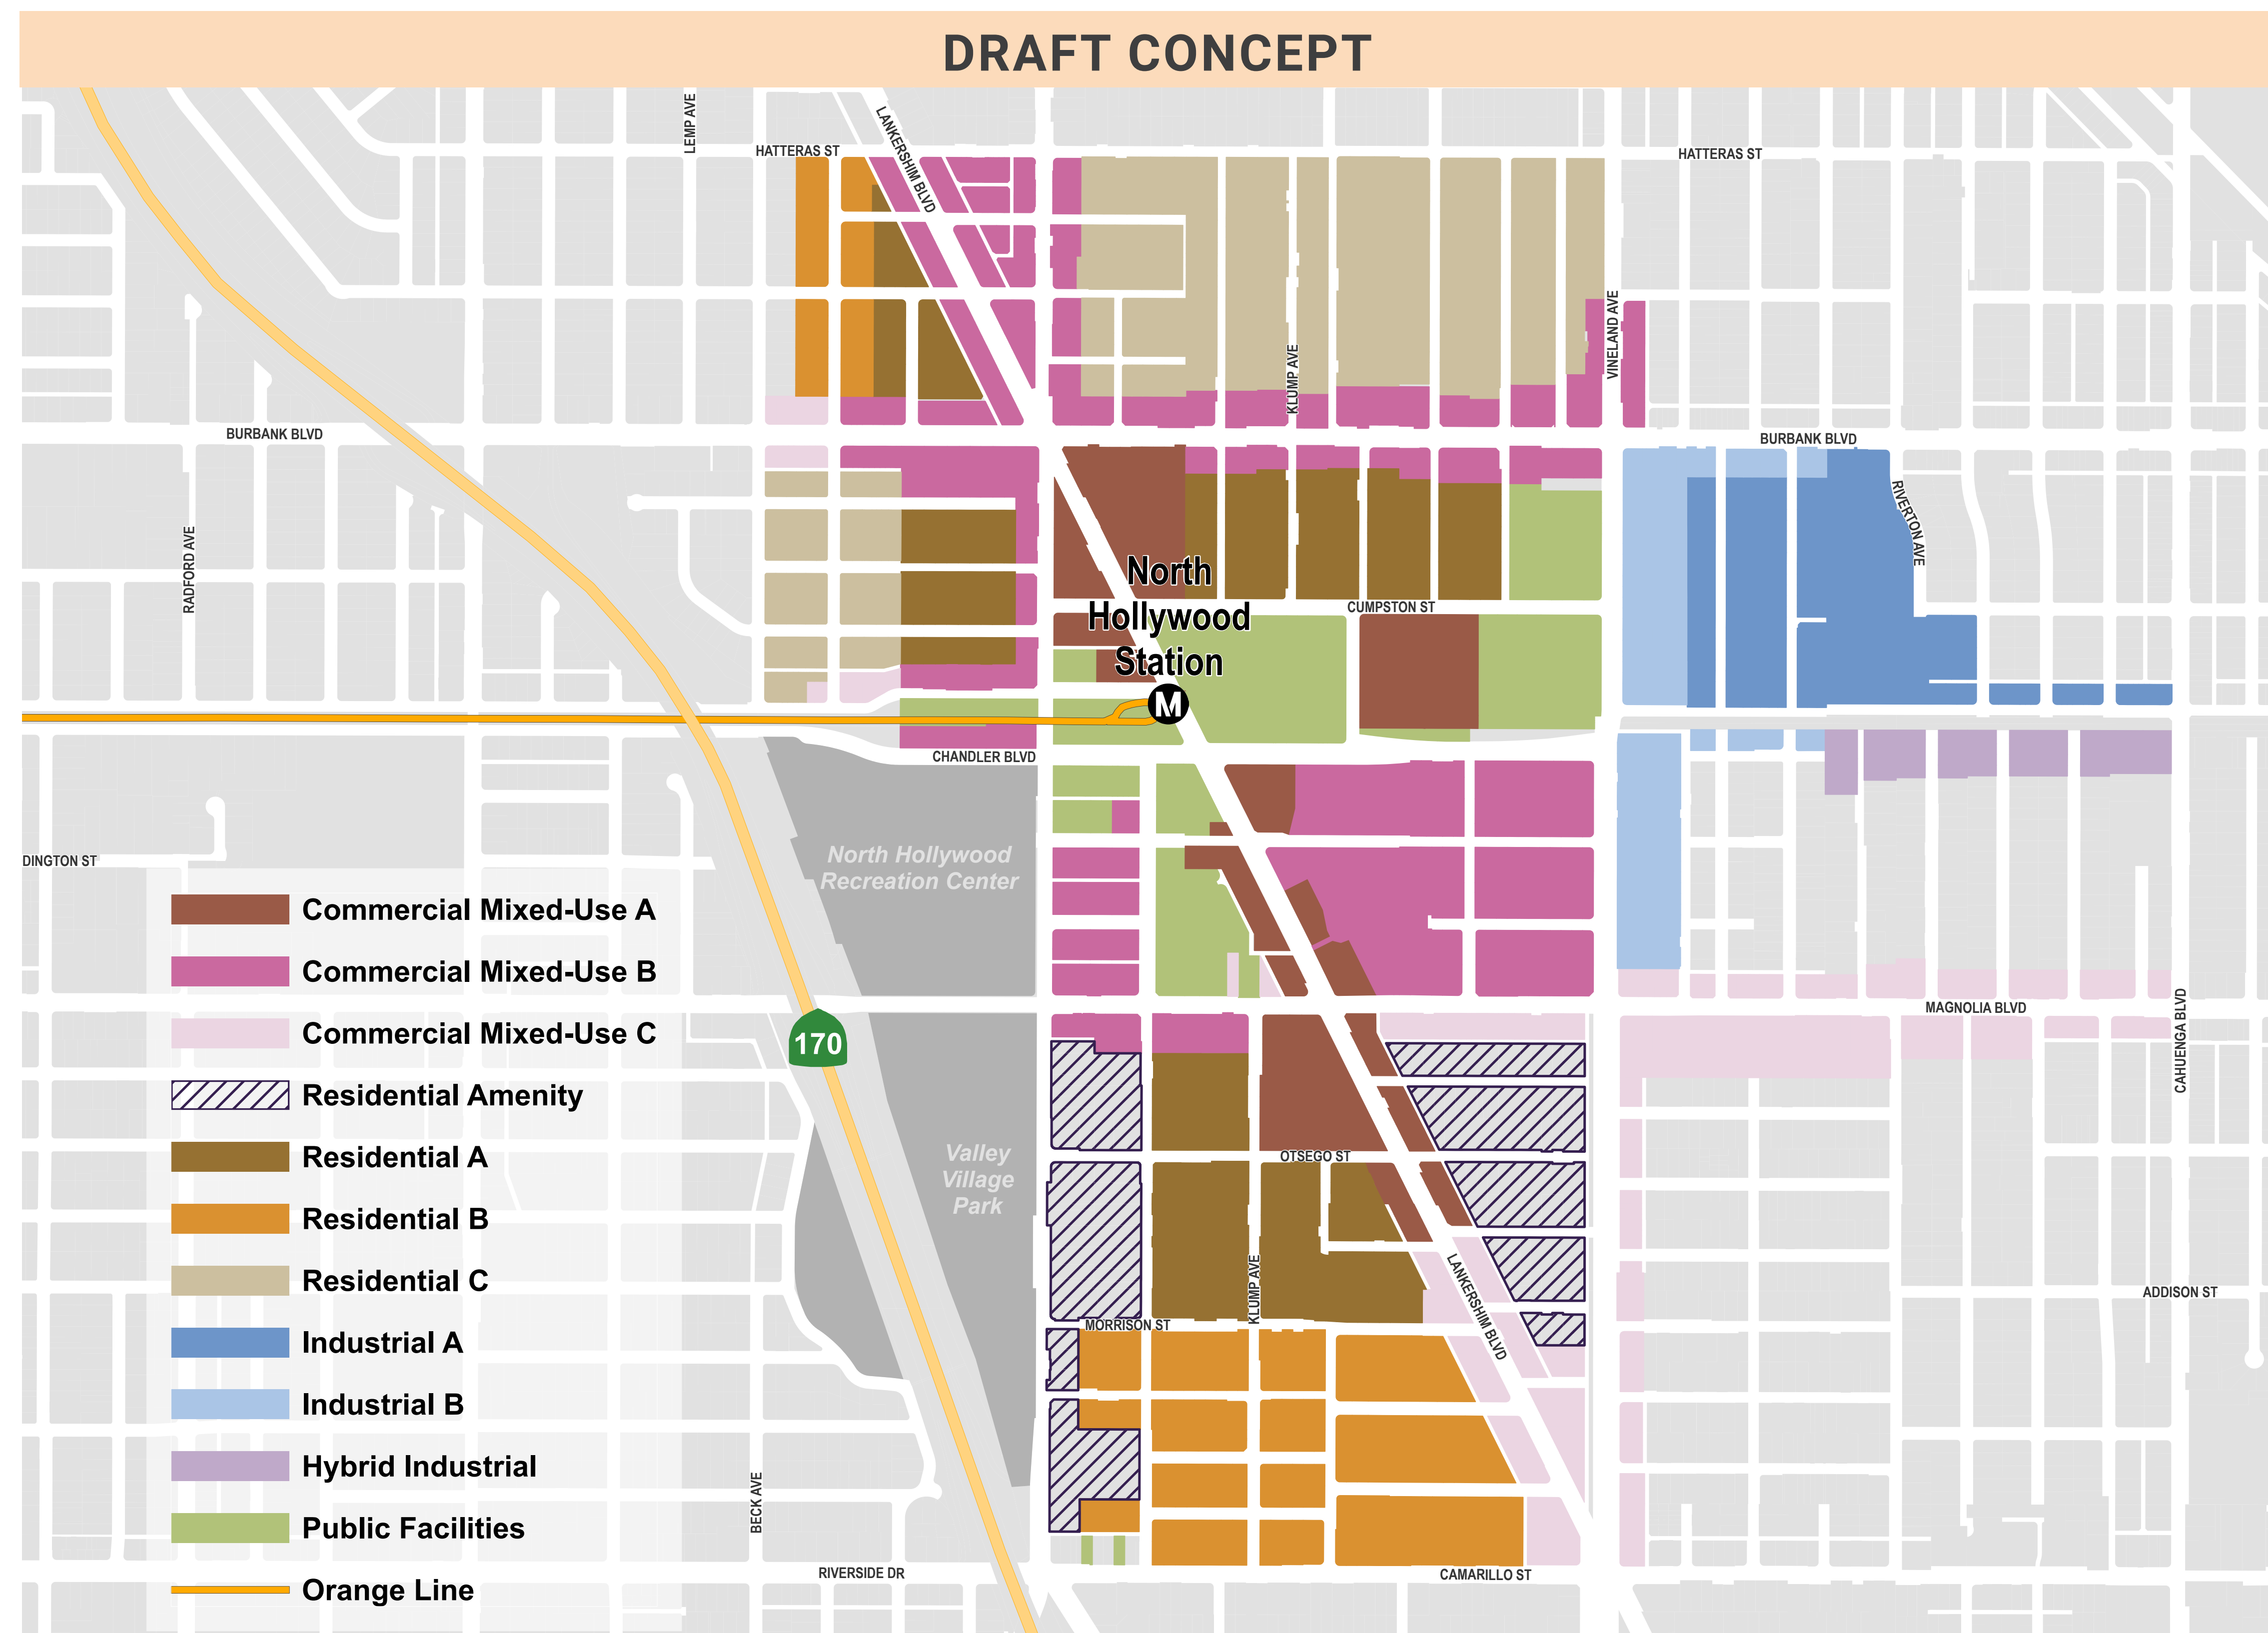 DRAFT CONCEPT
LEMP AVE
LANKERSHIM BLVD
HATTERAS ST
HATTERAS ST
VINELAND AVE
KLUMP AVE
BURBANK BLVD
BURBANK BLVD
RIVERTON AVE
RADFORD AVE
North
Hollywood
Station
CUMPSTON ST
M
CHANDLER BLVD
DINGTON ST
North Hollywood
Recreation Center
MAGNOLIA BLVD
CAHUENGA BLVD
170
Valley
Village
Park
OTSEGO ST
KLUMP AVE
LANKERSHIM BLVD
ADDISON ST
MORRISON ST
BECK AVE
RIVERSIDE DR
CAMARILLO ST
Commercial Mixed-Use A
Commercial Mixed-Use B
Commercial Mixed-Use C
Residential Amenity
Residential A
Residential B
Residential C
Industrial A
Industrial B
Hybrid Industrial
Public Facilities
Orange Line